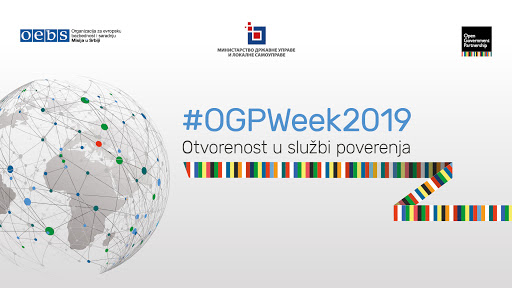 oebs
Organizacija za evropsku
bezbednost i saradnju
Misija u Srbiji
МИНИСТАРСТВО ДРЖАВНЕ УПРАВЕ
И ЛОКАЛНЕ САМОУПРАВЕ
Open
Government
Partnership
#OGPWeek2019
Otvorenost u službi poverenja